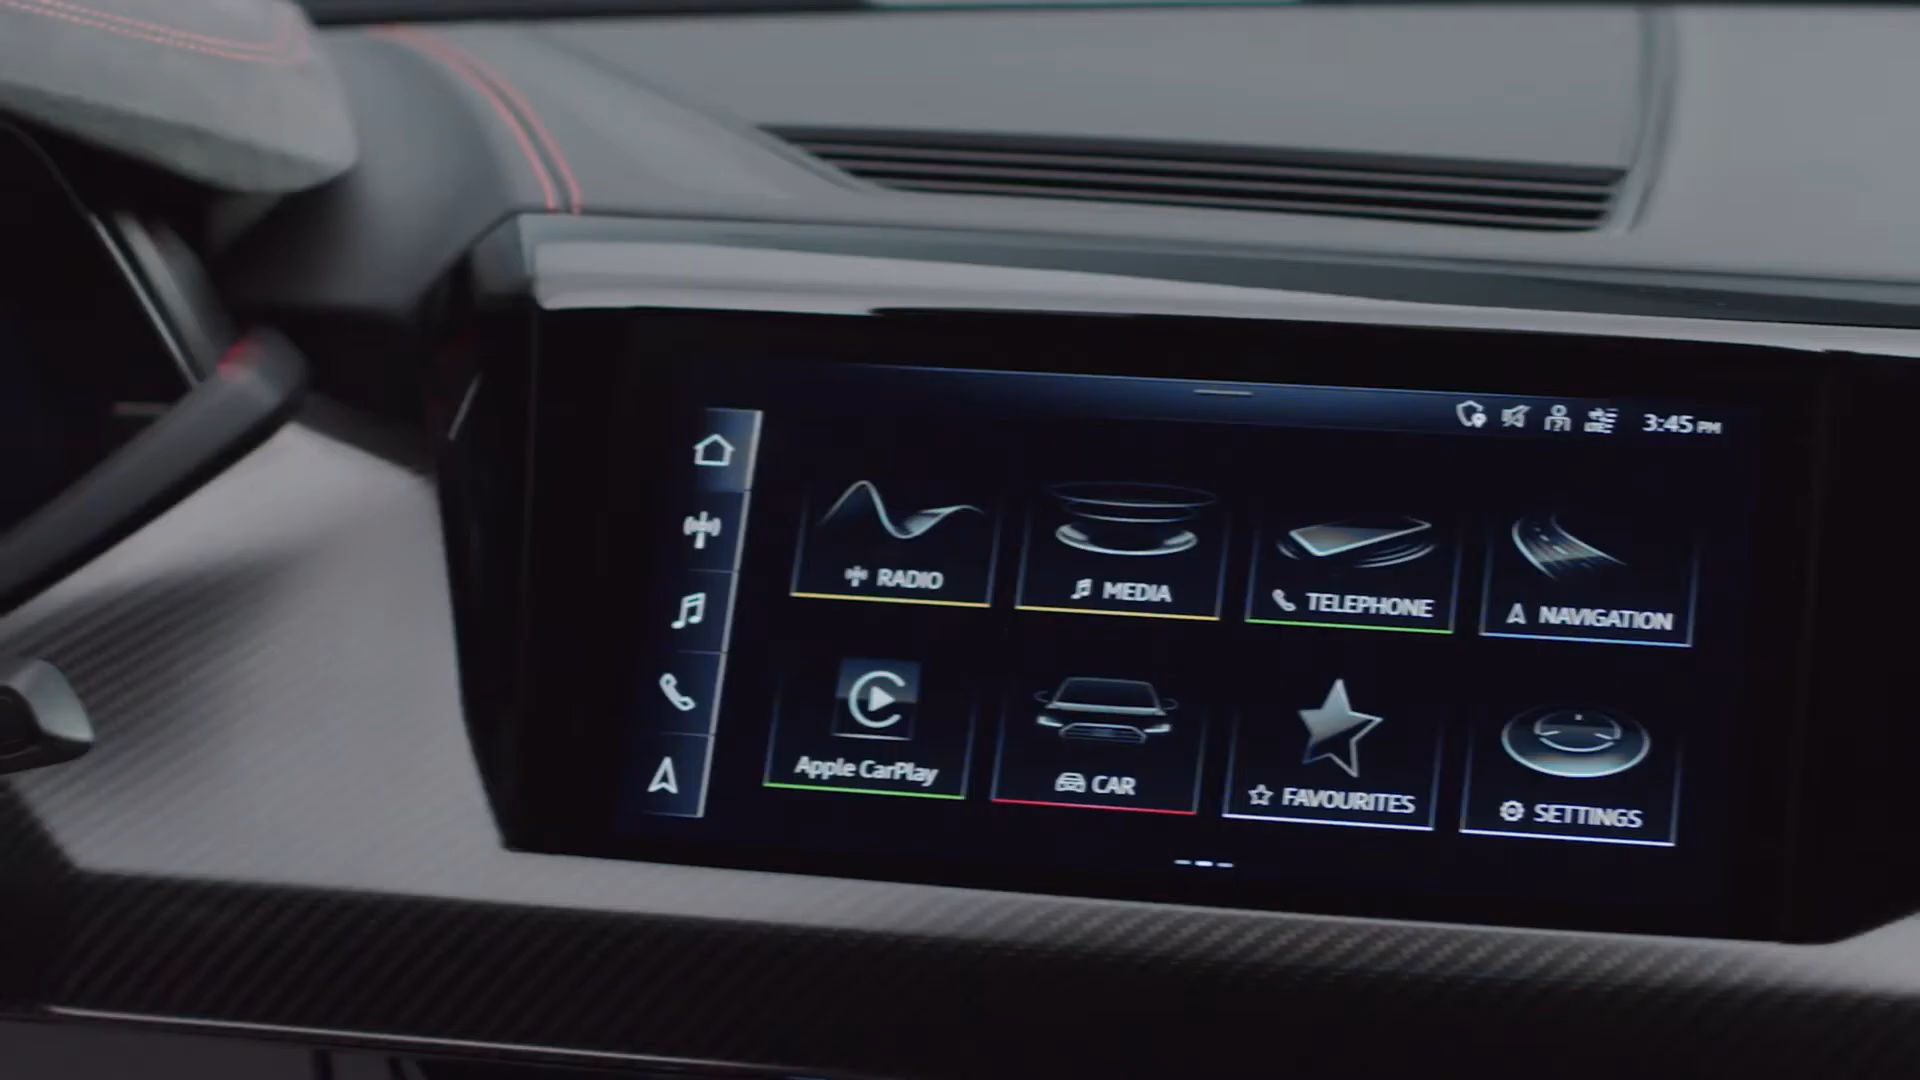 3:45 PM
RADIO
MEDIA
TELEPHONE
NAVIGATION
Apple CarPlay
CAR
FAVOURITES
SETTINGS